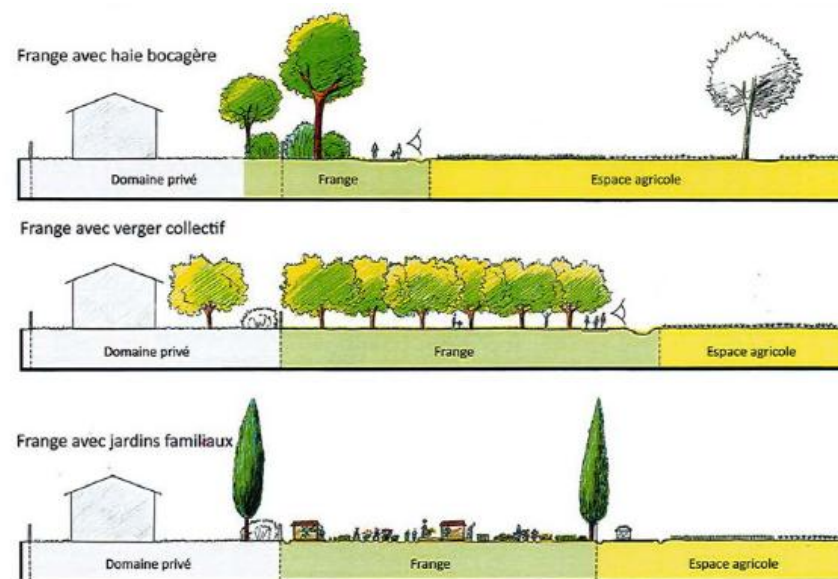 Frange avec haie bocagère
Domaine privé Frange Espace agricole
Frange avec verger collectif
Domaine privé Frange Espace agricole
Frange avec jardins familiaux
Domaine privé Frange Espace agricole